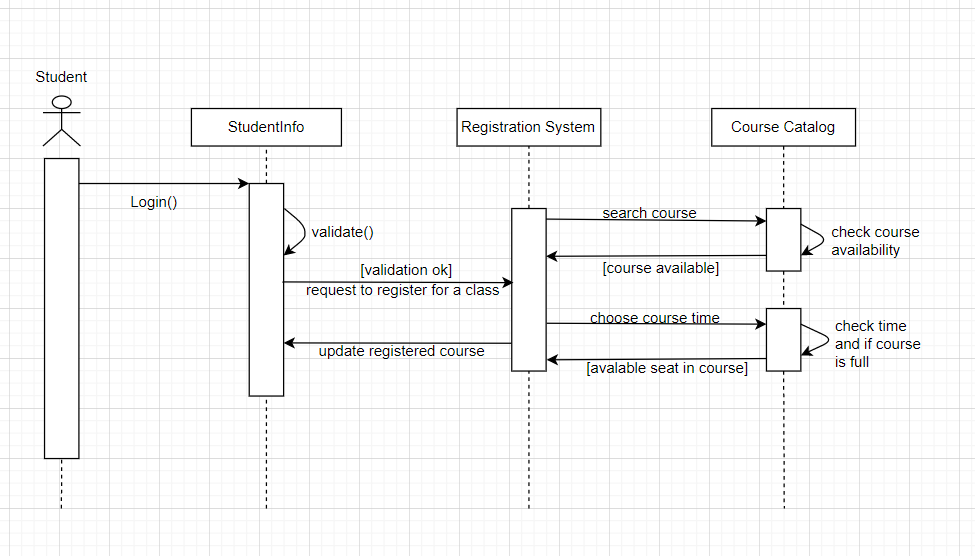 Student
StudentInfo
Registration System
Course Catalog
Login()
validate()
[validation ok]
request to register for a class
update registered course
search course
[course available]
choose course time
[avalable seat in course]
check course
availability
check time
and if course
is full